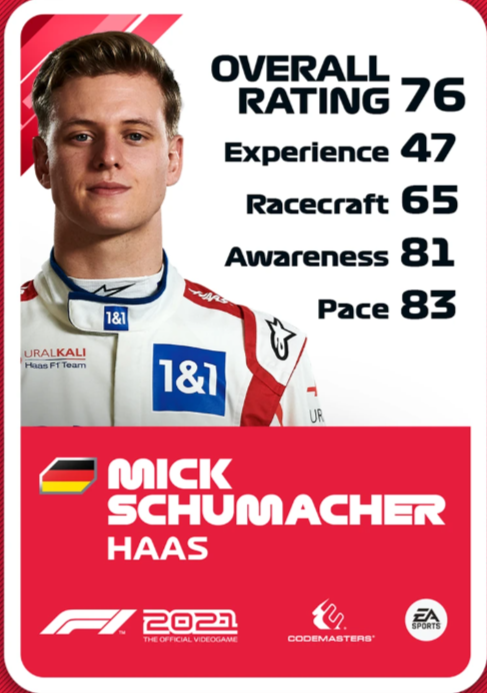 OVERALL
RATING 76
Experience 47
Racecraft 65
Awareness 81
Pace 83
1&1
URALKALI
Haas F1 Team
1&1
UR
MICK
SCHUMACHER
HAAS
F1 2021
THE OFFICIAL VIDEOGAME
CODEMASTERS®
EA
SPORTS